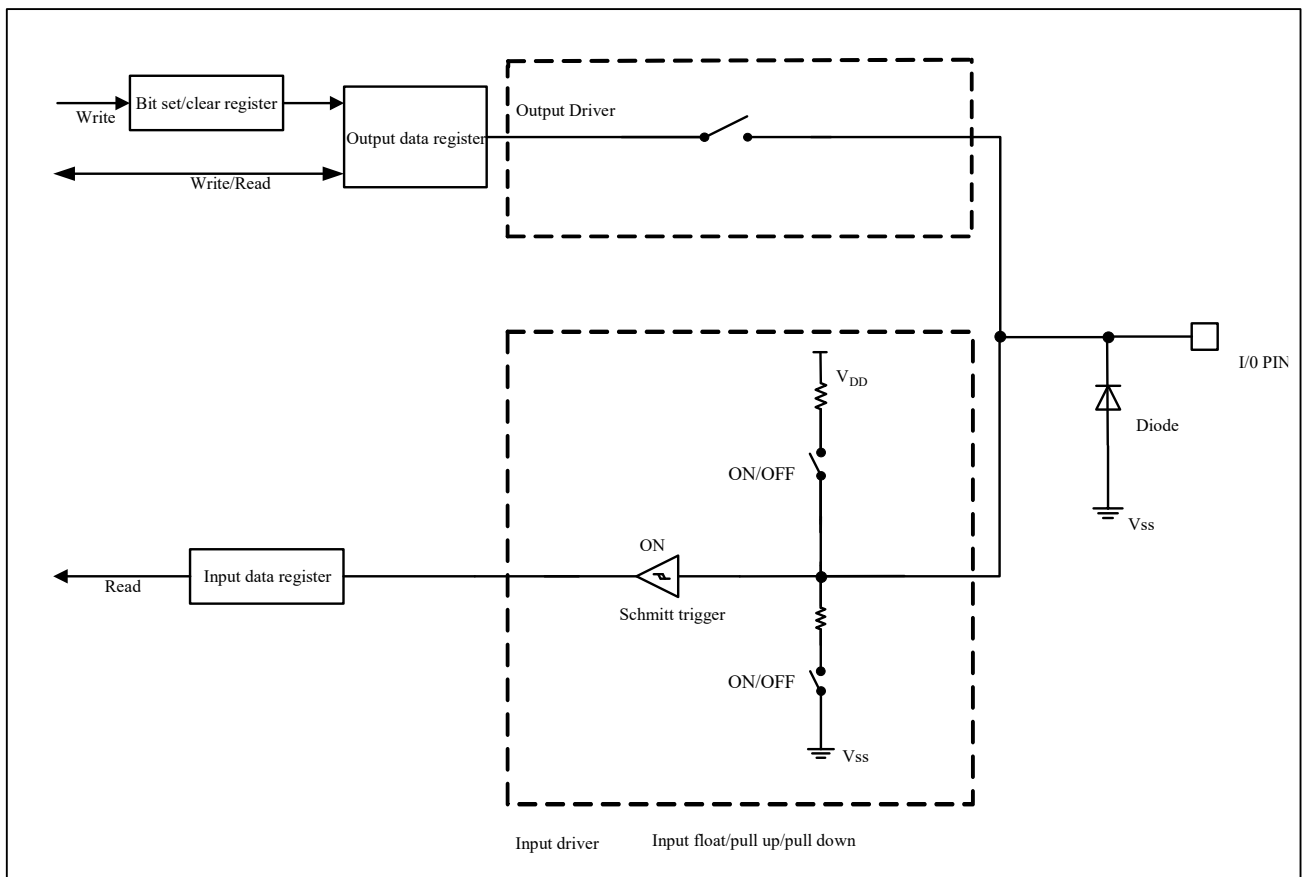 Bit set/clear register
Write
Output data register
Write/Read
Output Driver
I/0 PIN
Diode
Vss
VDD
ON/OFF
ON
Schmitt trigger
ON/OFF
Vss
Input data register
Read
Input driver
Input float/pull up/pull down